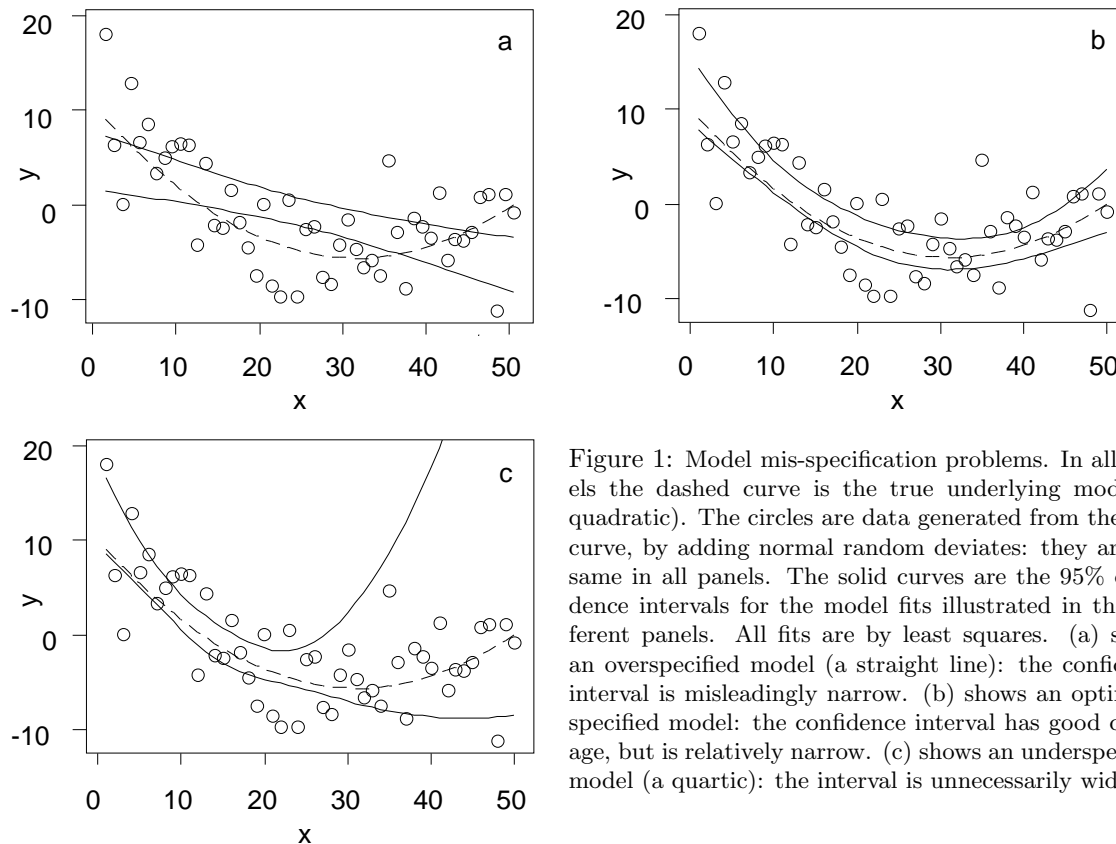 20
10
0
-10
y
a
0
10
20
30
40
50
x
20
10
0
-10
y
b
0
10
20
30
40
50
x
20
10
0
-10
y
c
0
10
20
30
40
50
x
Figure 1: Model mis-specification problems. In all
els the dashed curve is the true underlying mod
quadratic). The circles are data generated from the
curve, by adding normal random deviates: they ar
same in all panels. The solid curves are the 95% c
dence intervals for the model fits illustrated in th
ferent panels. All fits are by least squares. (a) s
an overspecified model (a straight line): the confid
interval is misleadingly narrow. (b) shows an optim
specified model: the confidence interval has good c
age, but is relatively narrow. (c) shows an underspe
model (a quartic): the interval is unnecessarily wid